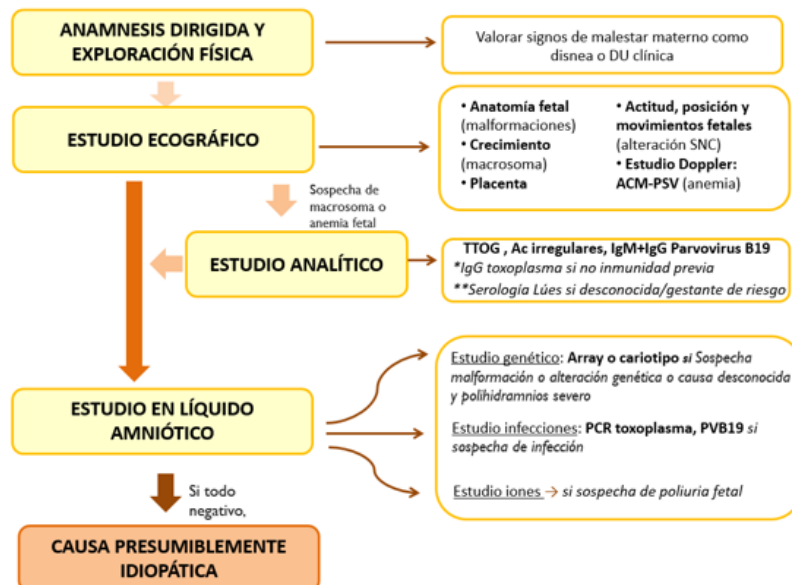 ANAMNESIS DIRIGIDA Y
EXPLORACIÓN FÍSICA
Valorar signos de malestar materno como
disnea o DU clínica
ESTUDIO ECOGRÁFICO
• Anatomía fetal
(malformaciones)
• Crecimiento
(macrosoma)
• Placenta
• Actitud, posición y
movimientos fetales
(alteración SNC)
• Estudio Doppler:
ACM-PSV (anemia)
Sospecha de
macrosoma o
anemia fetal
ESTUDIO ANALÍTICO
TTOG , Ac irregulares, IgM+IgG Parvovirus B19
*IgG toxoplasma si no inmunidad previa
**Serología Lúes si desconocida/gestante de riesgo
ESTUDIO EN LÍQUIDO
AMNIÓTICO
Estudio genético: Array o cariotipo si Sospecha
malformación o alteración genética o causa desconocida
y polihidramnios severo
Estudio infecciones: PCR toxoplasma, PVB19 si
sospecha de infección
Estudio iones → si sospecha de poliuria fetal
Si todo
negativo,
CAUSA PRESUMIBLEMENTE
IDIOPÁTICA